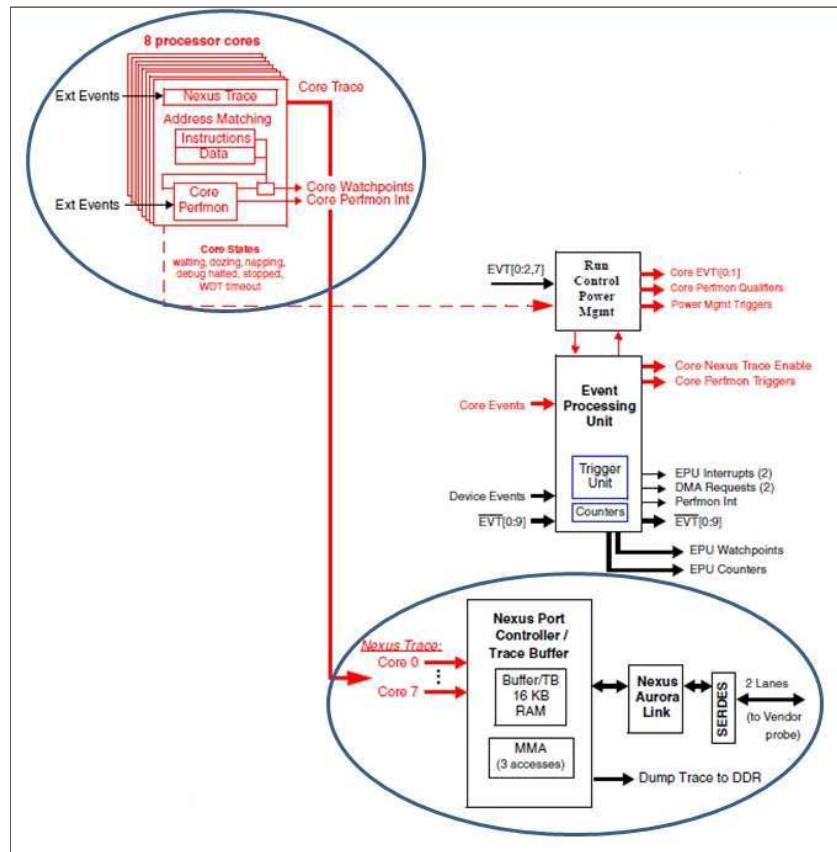 8 processor cores
Core Trace
Ext Events
Nexus Trace
Address Matching
Instructions
Data
Ext Events
Core
Perfmon
Core Watchpoints
Core Perfmon Int
Core States
waiting, dozing, napping,
debug halted, stopped,
WDT timeout
EVT[0:2,7]
Run
Control
Power
Mgmt
Core EVTI[0:1]
Core Perfmon Qualifiers
Power Mgmt Triggers
Core Nexus Trace Enable
Core Perfmon Triggers
Event
Processing
Unit
Core Events
Trigger
Unit
Counters
Device Events
EVT[0:9]
EPU Interrupts (2)
DMA Requests (2)
Perfmon Int
EVT[0:9]
EPU Watchpoints
EPU Counters
Nexus Port
Controller /
Trace Buffer
Nexus Trace:
Core 0
Core 7
Buffer/TB
16 KB
RAM
MMA
(3 accesses)
Nexus
Aurora
Link
SERDES
2 Lanes
(to Vendor
probe)
Dump Trace to DDR